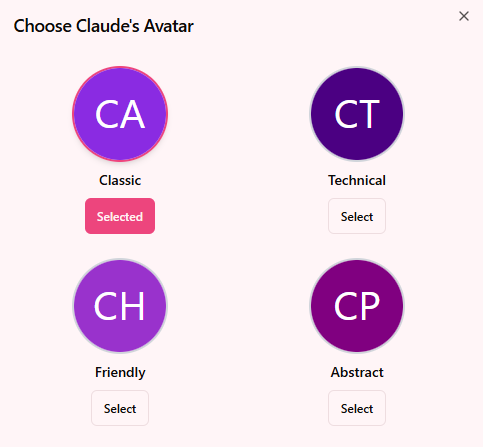 Choose Claude's Avatar
CA
CT
Classic
Technical
Selected
Select
CH
CP
Friendly
Abstract
Select
Select